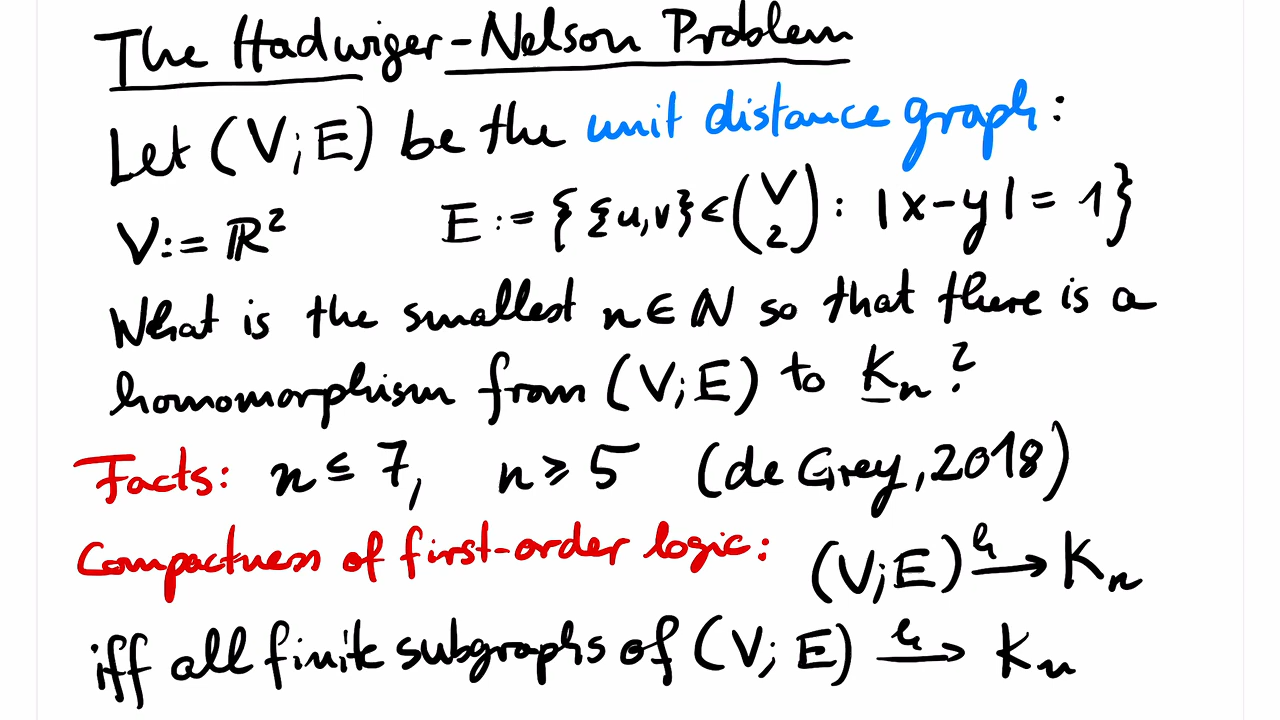 The Hadwiger-Nelson Problem
Let (V;E) be the unit distance graph:
V:= ℝ² E := { {u,v} ∈ (V 2) : |x-y| = 1 }
What is the smallest n ∈ ℕ so that there is a
homomorphism from (V;E) to K_n ?
Facts: n ≤ 7, n ≥ 5 (de Grey, 2018)
Compactness of first-order logic: (V;E) →^h K_n
iff all finite subgraphs of (V;E) →^h K_n